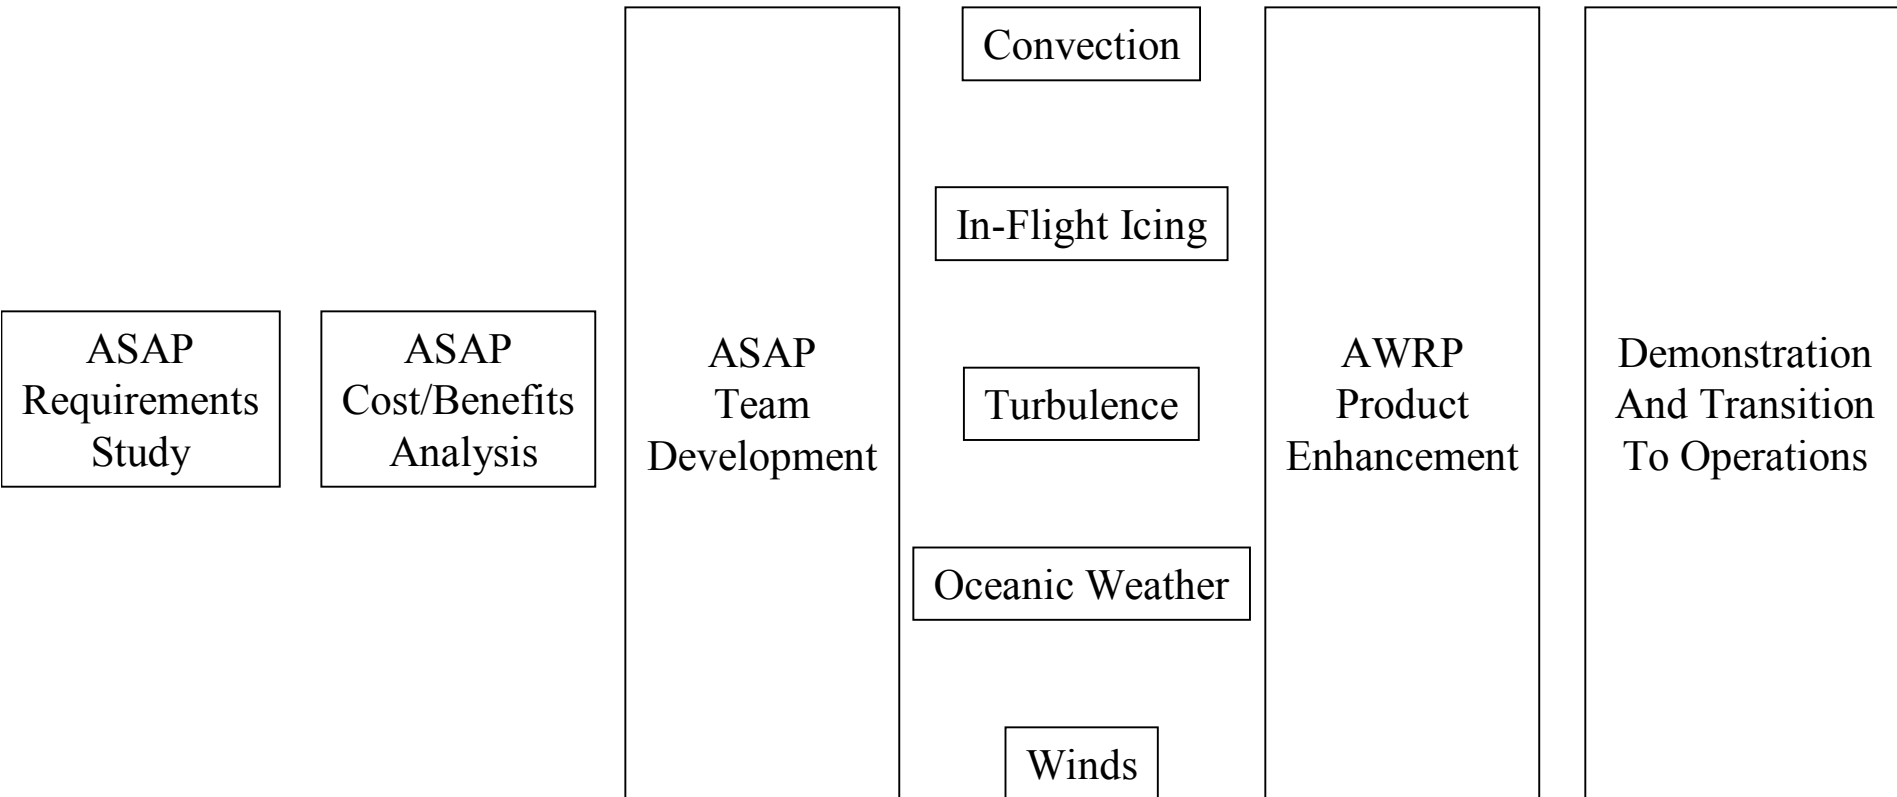 ASAP
Requirements
Study
ASAP
Cost/Benefits
Analysis
ASAP
Team
Development
Convection
In-Flight Icing
Turbulence
Oceanic Weather
Winds
AWRP
Product
Enhancement
Demonstration
And Transition
To Operations